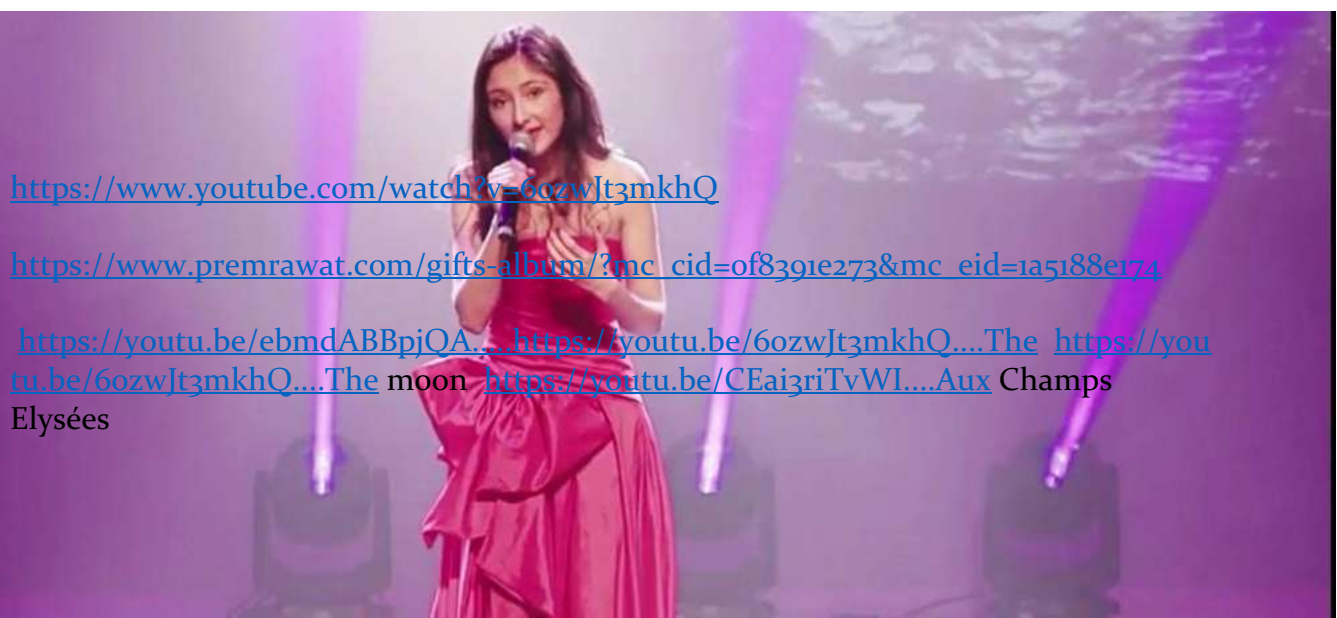 https://www.youtube.com/watch?v=6ozwJt3mkhQ
https://www.premrawat.com/gifts-album/?mc_cid=0f8391e273&mc_eid=1a5188e174
https://youtu.be/ebmdABBpjQA.....https://youtu.be/6ozwJt3mkhQ....The https://you
tu.be/6ozwJt3mkhQ....The moon https://youtu.be/CEai3riTvWI....Aux Champs
Elysées